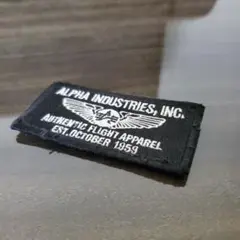 ALPHA INDUSTRIES, INC.
AUTHENTIC FLIGHT APPAREL
EST. OCTOBER 1959